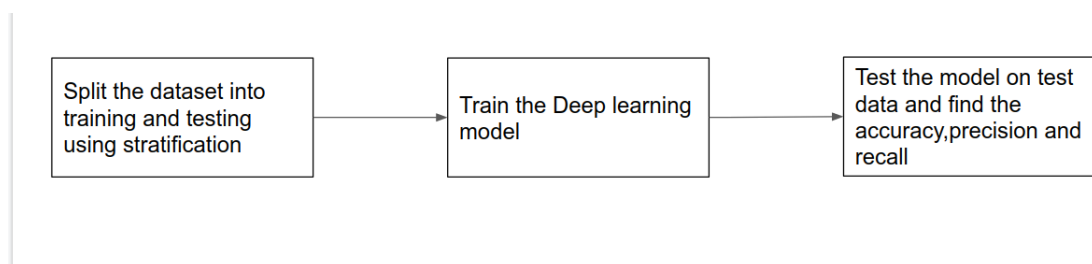 Split the dataset into
training and testing
using stratification
Train the Deep learning
model
Test the model on test
data and find the
accuracy,precision and
recall